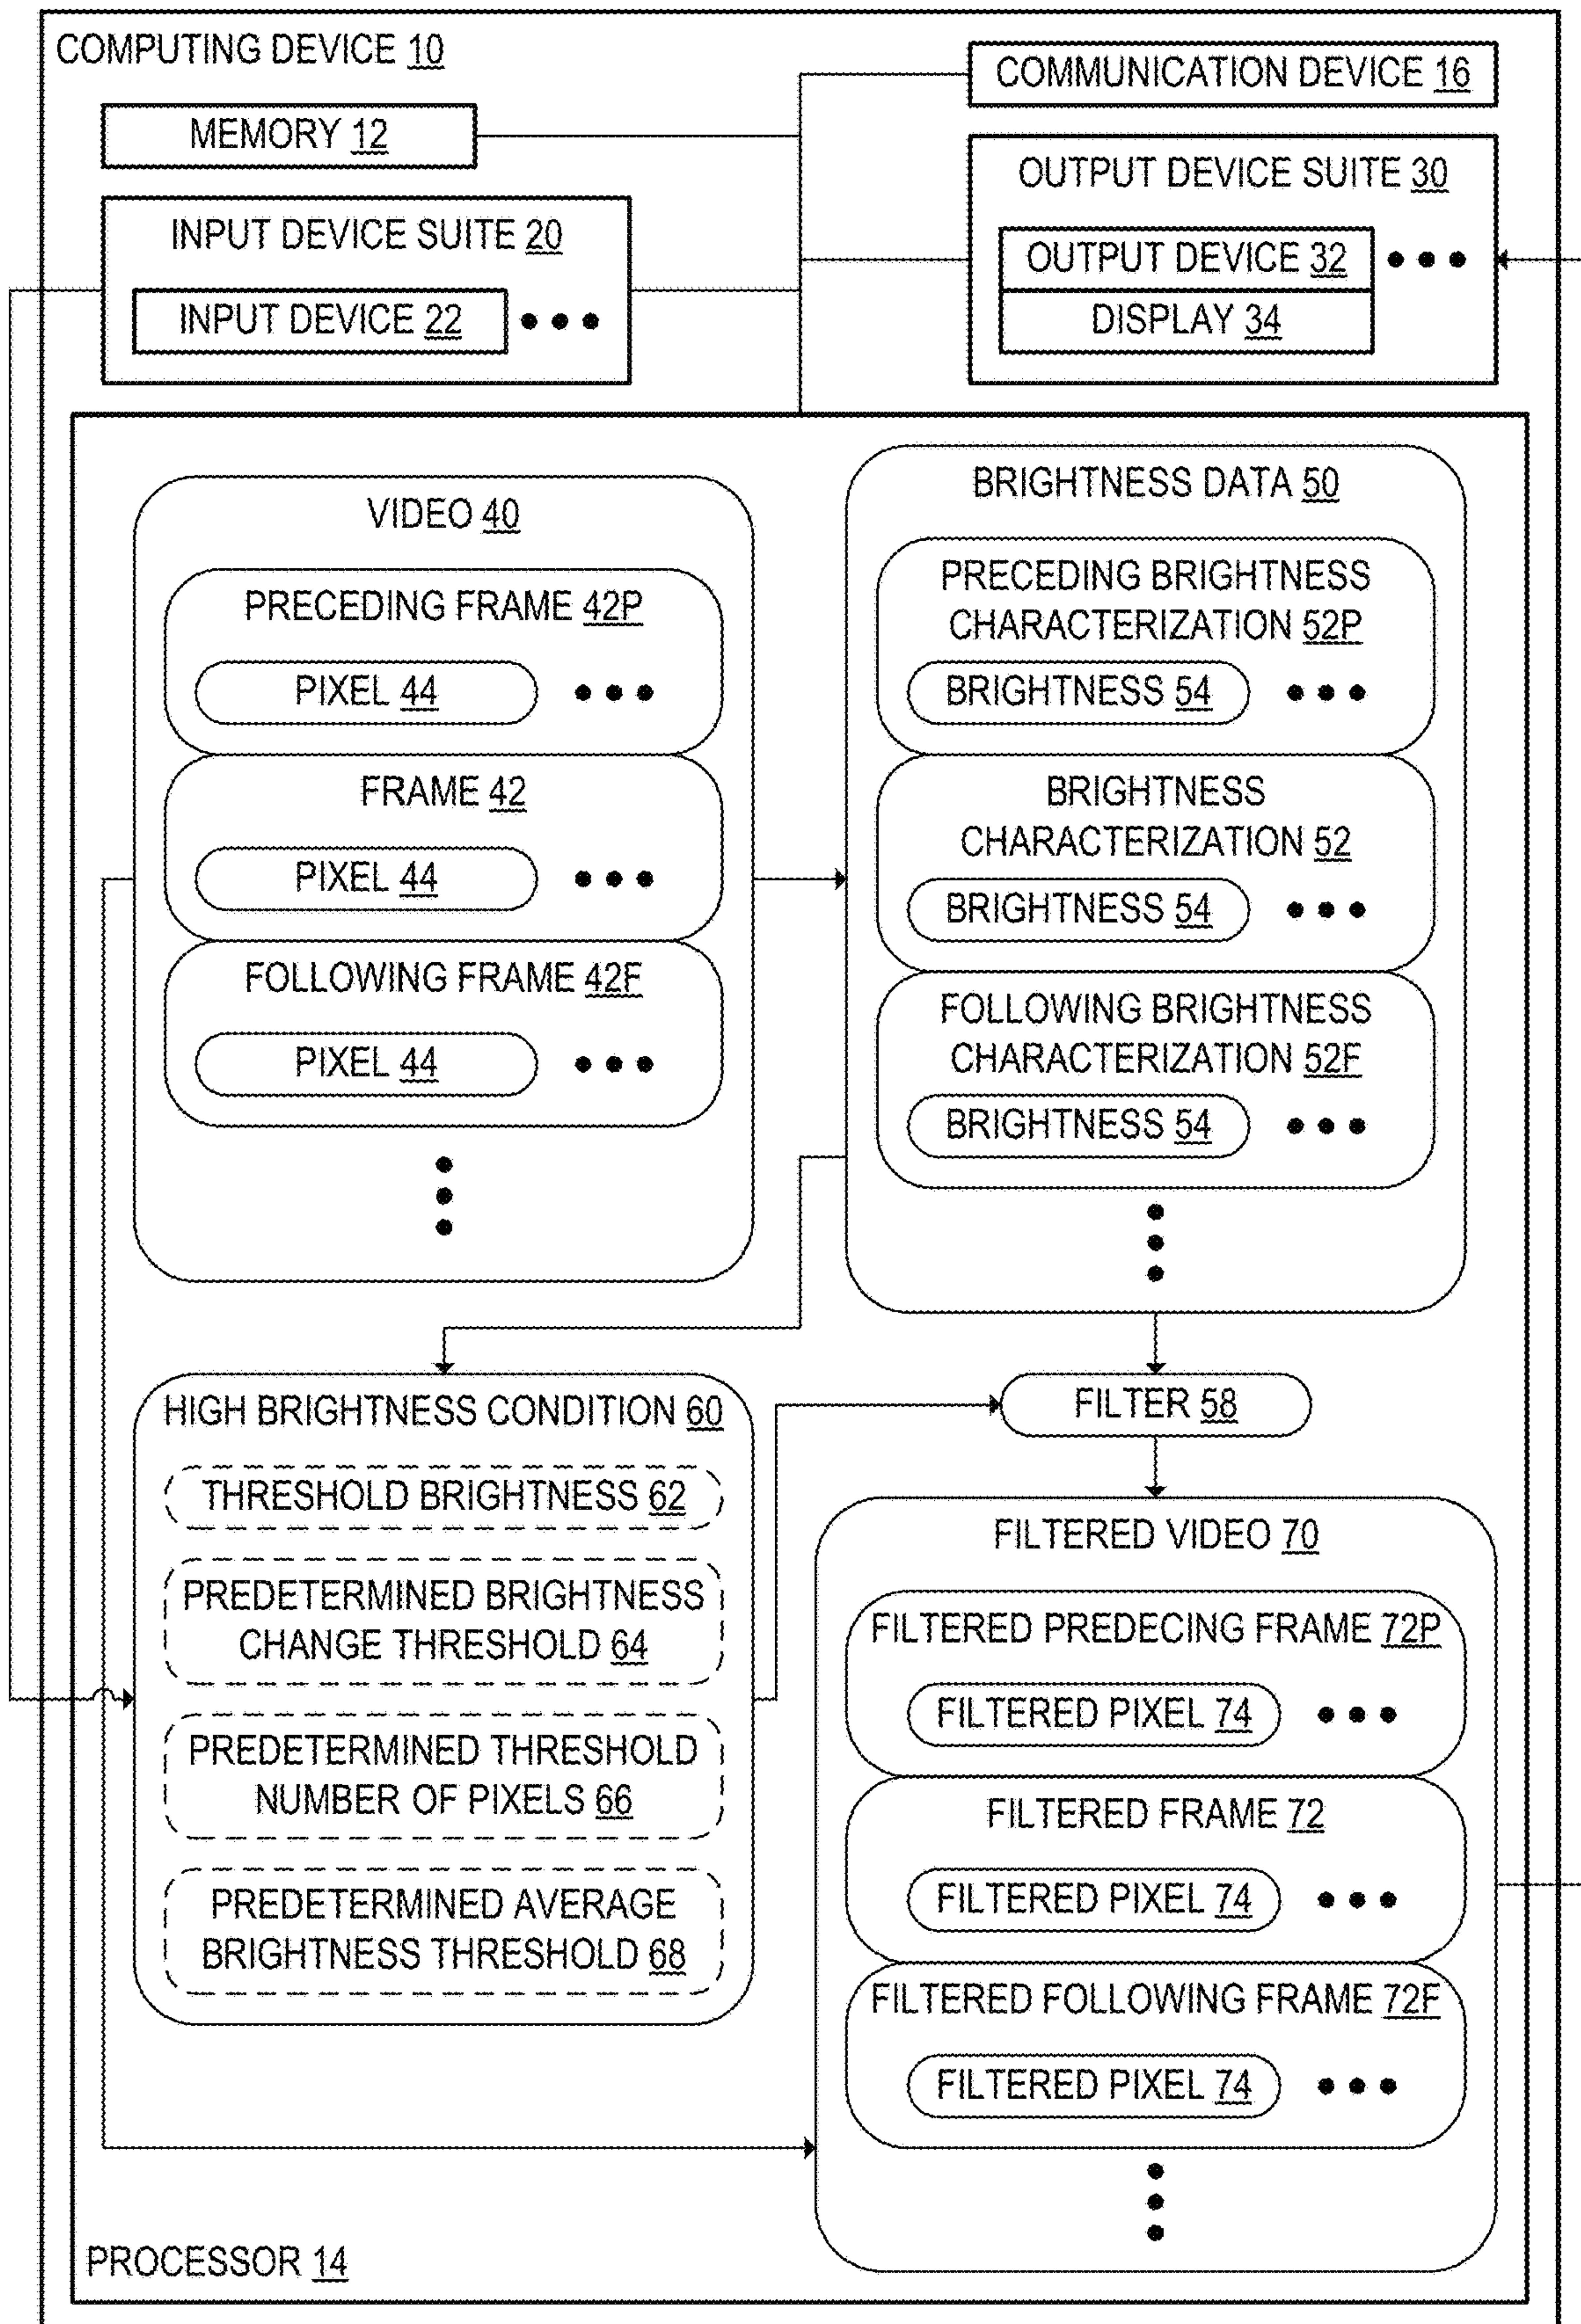 COMPUTING DEVICE 10
COMMUNICATION DEVICE 16
MEMORY 12
OUTPUT DEVICE SUITE 30
INPUT DEVICE SUITE 20
OUTPUT DEVICE 32
INPUT DEVICE 22
DISPLAY 34
VIDEO 40
PRECEDING FRAME 42P
PIXEL 44
FRAME 42
PIXEL 44
FOLLOWING FRAME 42F
PIXEL 44
BRIGHTNESS DATA 50
PRECEDING BRIGHTNESS
CHARACTERIZATION 52P
BRIGHTNESS 54
BRIGHTNESS
CHARACTERIZATION 52
BRIGHTNESS 54
FOLLOWING BRIGHTNESS
CHARACTERIZATION 52F
BRIGHTNESS 54
HIGH BRIGHTNESS CONDITION 60
THRESHOLD BRIGHTNESS 62
PREDETERMINED BRIGHTNESS
CHANGE THRESHOLD 64
PREDETERMINED THRESHOLD
NUMBER OF PIXELS 66
PREDETERMINED AVERAGE
BRIGHTNESS THRESHOLD 68
FILTER 58
FILTERED VIDEO 70
FILTERED PREDECING FRAME 72P
FILTERED PIXEL 74
FILTERED FRAME 72
FILTERED PIXEL 74
FILTERED FOLLOWING FRAME 72F
FILTERED PIXEL 74
PROCESSOR 14